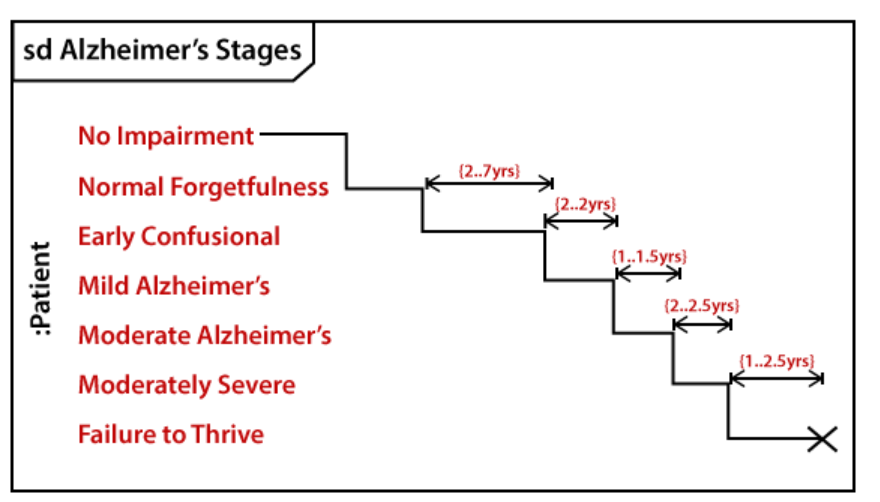 sd Alzheimer’s Stages
No Impairment
Normal Forgetfulness
{2..7yrs}
{2..2yrs}
Early Confusional
{1..1.5yrs}
Mild Alzheimer’s
{2..2.5yrs}
Moderate Alzheimer’s
{1..2.5yrs}
Moderately Severe
Failure to Thrive
:Patient